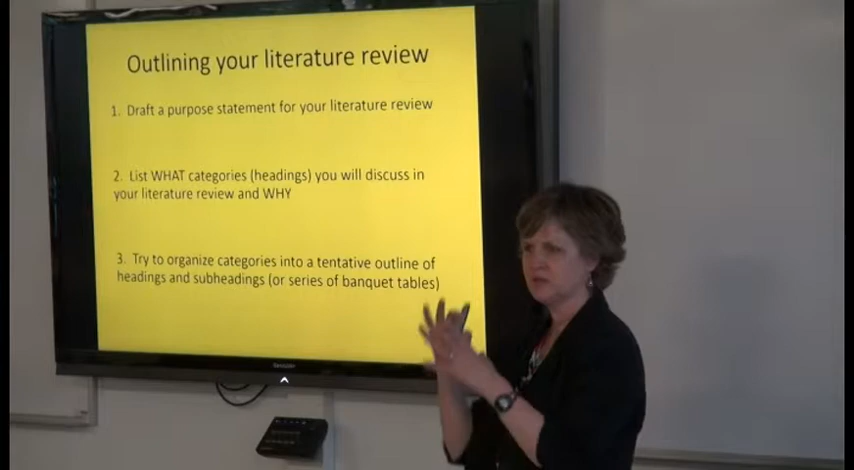 Outlining your literature review
1. Draft a purpose statement for your literature review
2. List WHAT categories (headings) you will discuss in
your literature review and WHY
3. Try to organize categories into a tentative outline of
headings and subheadings (or series of banquet tables)